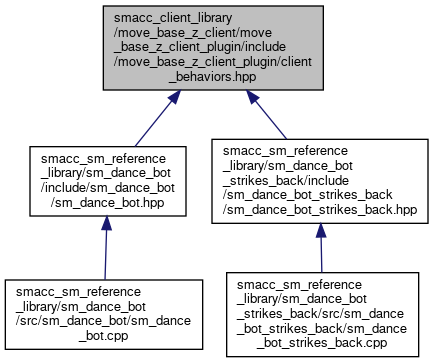 smacc_client_library
/move_base_z_client/move
_base_z_client_plugin/include
/move_base_z_client_plugin/client
_behaviors.hpp
smacc_sm_reference
_library/sm_dance_bot
/include/sm_dance_bot
/sm_dance_bot.hpp
smacc_sm_reference
_library/sm_dance_bot
_strikes_back/include
/sm_dance_bot_strikes_back
/sm_dance_bot_strikes_back.hpp
smacc_sm_reference
_library/sm_dance_bot
/src/sm_dance_bot/sm_dance
_bot.cpp
smacc_sm_reference
_library/sm_dance_bot
_strikes_back/src/sm_dance
_bot_strikes_back/sm_dance
_bot_strikes_back.cpp